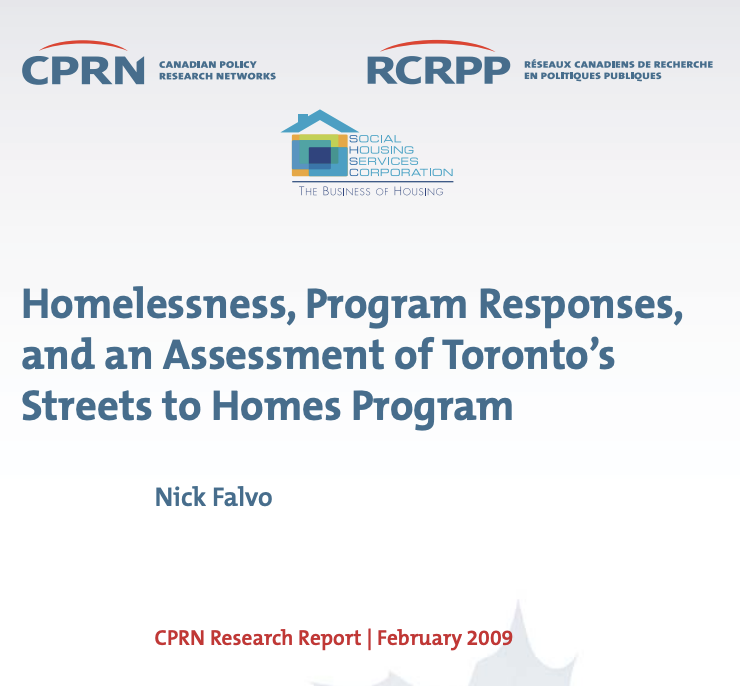 CPRN CANADIAN POLICY
RESEARCH NETWORKS
RCRPP RÉSEAUX CANADIENS DE RECHERCHE
EN POLITIQUES PUBLIQUES
SOCIAL
HOUSING
SERVICES
CORPORATION
THE BUSINESS OF HOUSING
Homelessness, Program Responses,
and an Assessment of Toronto’s
Streets to Homes Program
Nick Falvo
CPRN Research Report | February 2009